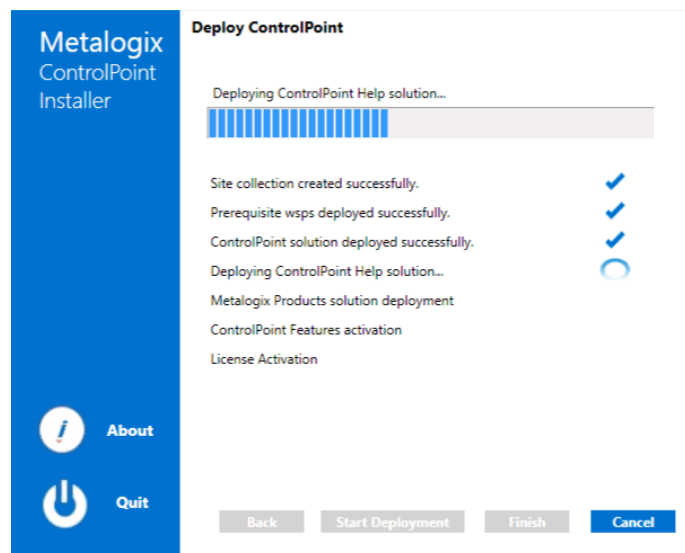 Metalogix
ControlPoint
Installer
Deploy ControlPoint
Deploying ControlPoint Help solution...
Site collection created successfully.
Prerequisite wsps deployed successfully.
ControlPoint solution deployed successfully.
Deploying ControlPoint Help solution...
Metalogix Products solution deployment
ControlPoint Features activation
License Activation
i
About
Quit
Back
Start Deployment
Finish
Cancel